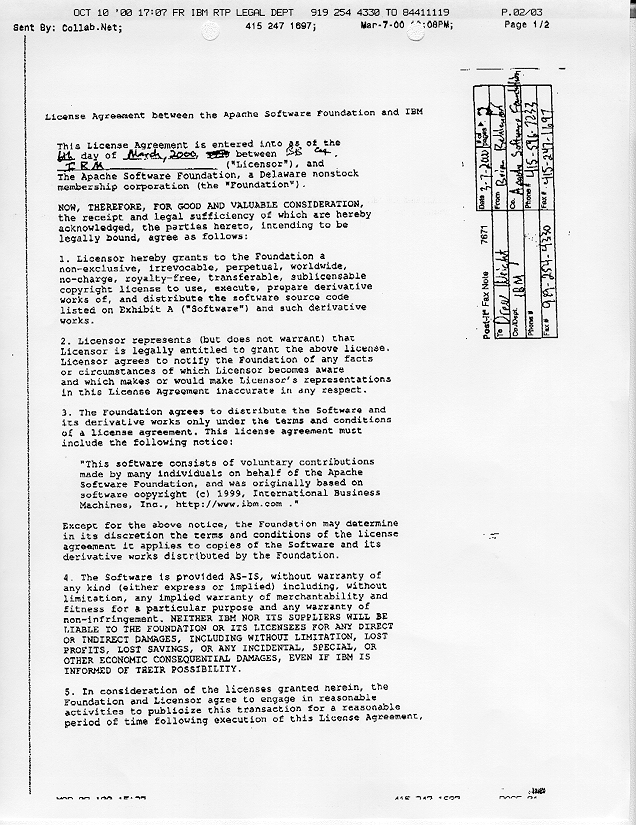 OCT 10 '00 17:07 FR IBM RTP LEGAL DEPT 919 254 4330 TO 84411119 P.02/03
Sent By: Collab.Net; 415 247 1697; Mar-7-00 :08PM; Page 1/2
License Agreement between the Apache Software Foundation and IBM
This License Agreement is entered into as of the
6th day of March, 2000, between
IBM ("Licensor"), and
The Apache Software Foundation, a Delaware nonstock
membership corporation (the "Foundation").
NOW, THEREFORE, FOR GOOD AND VALUABLE CONSIDERATION,
the receipt and legal sufficiency of which are hereby
acknowledged, the parties hereto, intending to be
legally bound, agree as follows:
1. Licensor hereby grants to the Foundation a
non-exclusive, irrevocable, perpetual, worldwide,
no-charge, royalty-free, transferable, sublicensable
copyright license to use, execute, prepare derivative
works of, and distribute the software source code
listed on Exhibit A ("Software") and such derivative
works.
2. Licensor represents (but does not warrant) that
Licensor is legally entitled to grant the above license.
Licensor agrees to notify the Foundation of any facts
or circumstances of which Licensor becomes aware
and which makes or would make Licensor's representations
in this License Agreement inaccurate in any respect.
3. The Foundation agrees to distribute the Software and
its derivative works only under the terms and conditions
of a license agreement. This license agreement must
include the following notice:
"This software consists of voluntary contributions
made by many individuals on behalf of the Apache
Software Foundation, and was originally based on
software copyright (c) 1999, International Business
Machines, Inc., http://www.ibm.com ."
Except for the above notice, the Foundation may determine
in its discretion the terms and conditions of the license
agreement it applies to copies of the Software and its
derivative works distributed by the Foundation.
4. The Software is provided AS-IS, without warranty of
any kind (either express or implied) including, without
limitation, any implied warranty of merchantability and
fitness for a particular purpose and any warranty of
non-infringement. NEITHER IBM NOR ITS SUPPLIERS WILL BE
LIABLE TO THE FOUNDATION OR ITS LICENSEES FOR ANY DIRECT
OR INDIRECT DAMAGES, INCLUDING WITHOUT LIMITATION, LOST
PROFITS, LOST SAVINGS, OR ANY INCIDENTAL, SPECIAL, OR
OTHER ECONOMIC CONSEQUENTIAL DAMAGES, EVEN IF IBM IS
INFORMED OF THEIR POSSIBILITY.
5. In consideration of the licenses granted herein, the
Foundation and Licensor agree to engage in reasonable
activities to publicize this transaction for a reasonable
period of time following execution of this License Agreement,
Post-it® Fax Note 7671 Date 3-7-2000 # of pages
To Drew Wright From Brian Behlendorf
Co./Dept. IBM Co. Apache Software Foundation
Phone # Phone # 415-596-7233
Fax # 919-254-4330 Fax # 415-247-1697